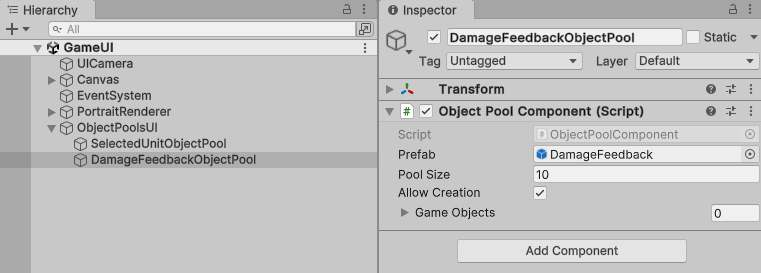 Hierarchy
All
GameUI
UICamera
Canvas
EventSystem
PortraitRenderer
ObjectPoolsUI
SelectedUnitObjectPool
DamageFeedbackObjectPool
Inspector
DamageFeedbackObjectPool Static
Tag Untagged Layer Default
Transform
# Object Pool Component (Script)
Script # ObjectPoolComponent
Prefab DamageFeedback
Pool Size 10
Allow Creation
Game Objects 0
Add Component